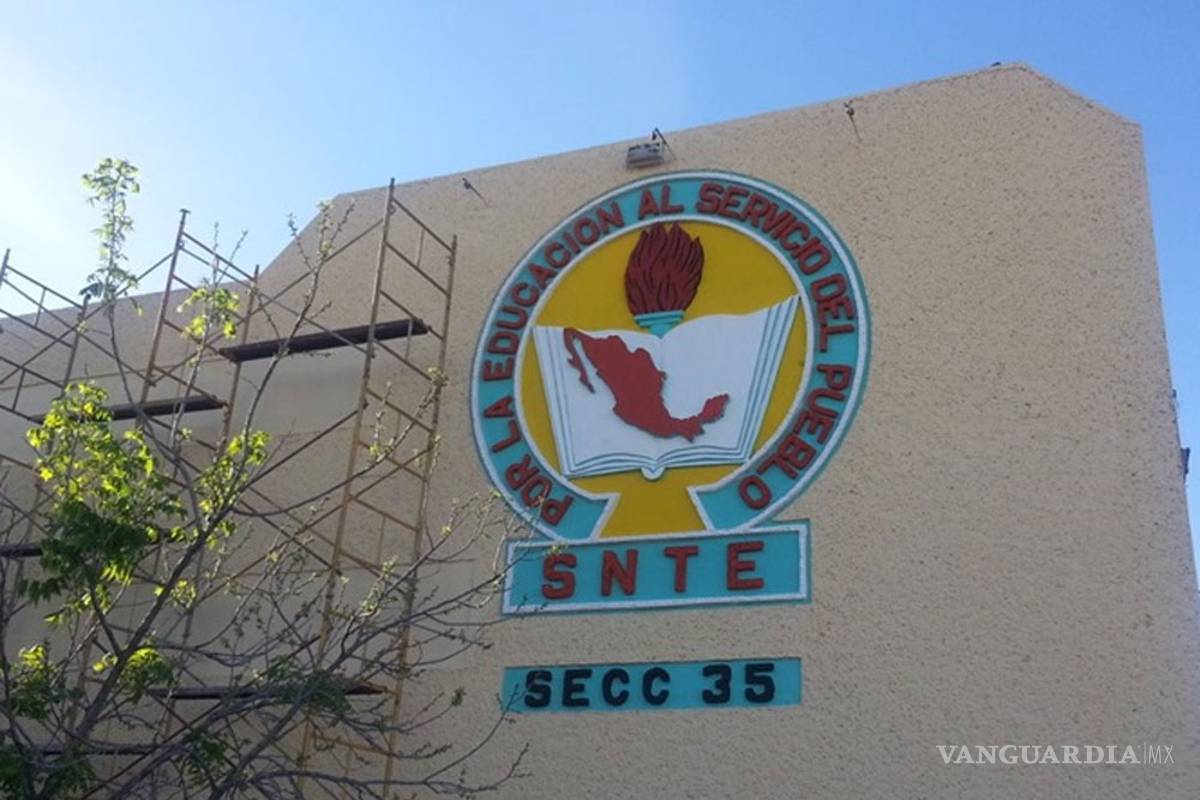 POR LA EDUCACION AL SERVICIO DEL PUEBLO
SNTE
SECC 35
VANGUARDIA|MX